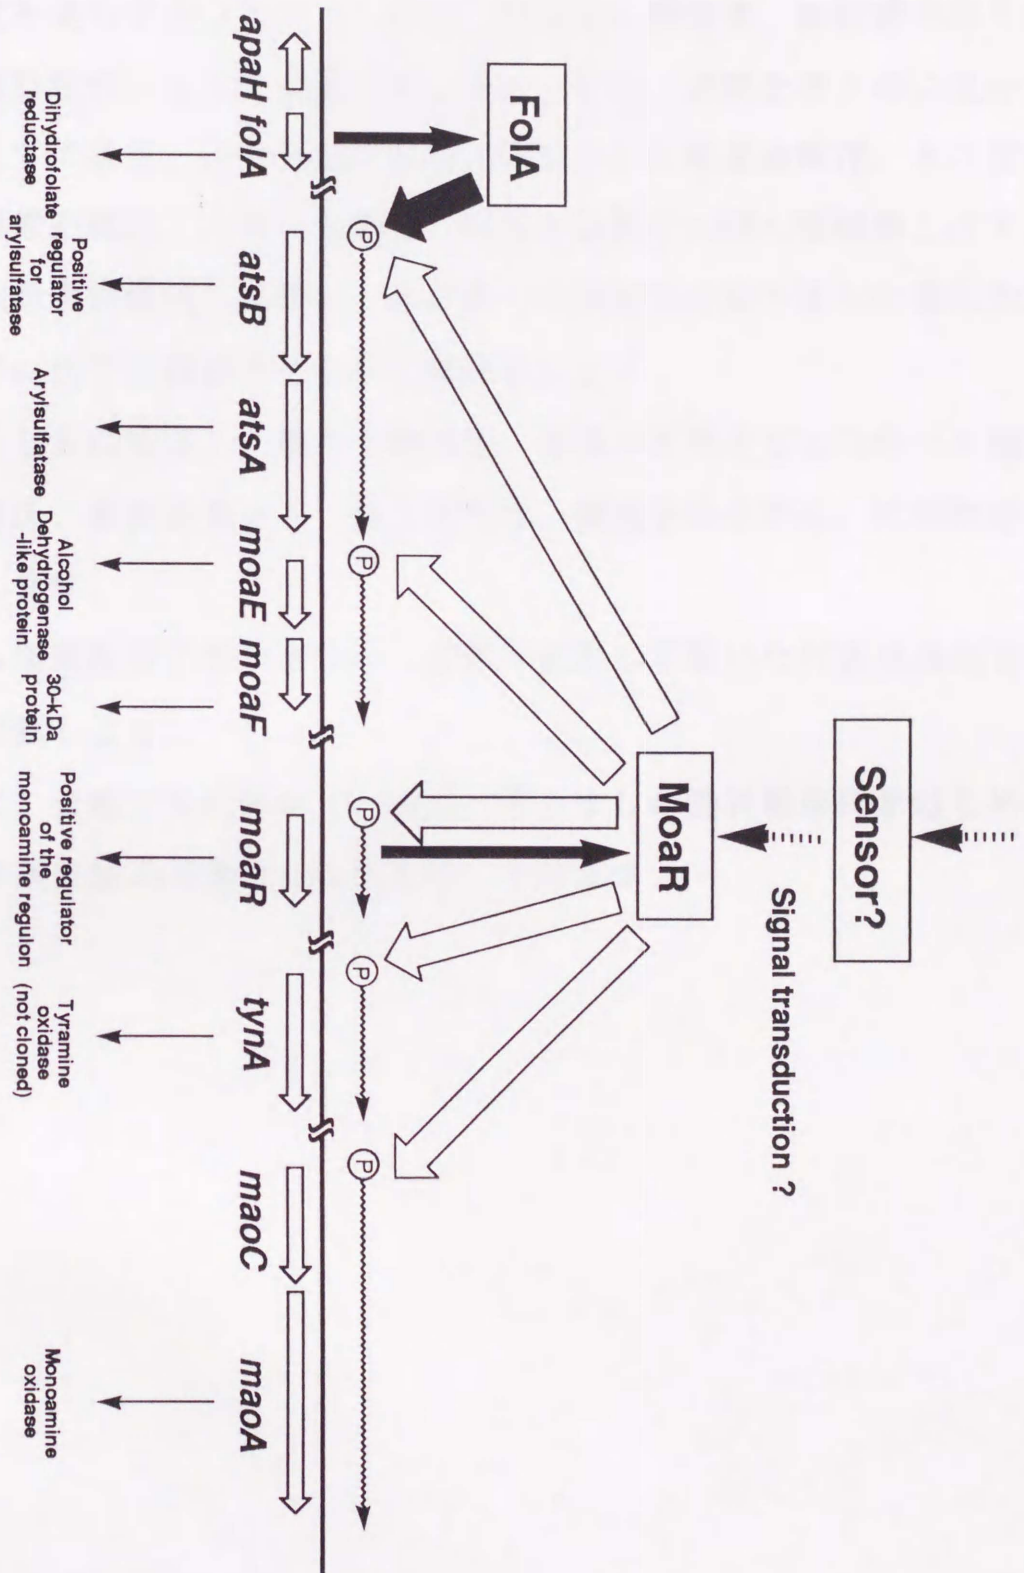 Sensor?
Signal transduction ?
MoaR
FolA
P
P
P
P
P
apaH folA
atsB
atsA
moaE moaF
moaR
tynA
maoC
maoA
Dihydrofolate
reductase
Positive
regulator
for
arylsulfatase
Arylsulfatase
Alcohol
Dehydrogenase
-like protein
30-kDa
protein
Positive regulator
of the
monoamine regulon
Tyramine
oxidase
(not cloned)
Monoamine
oxidase